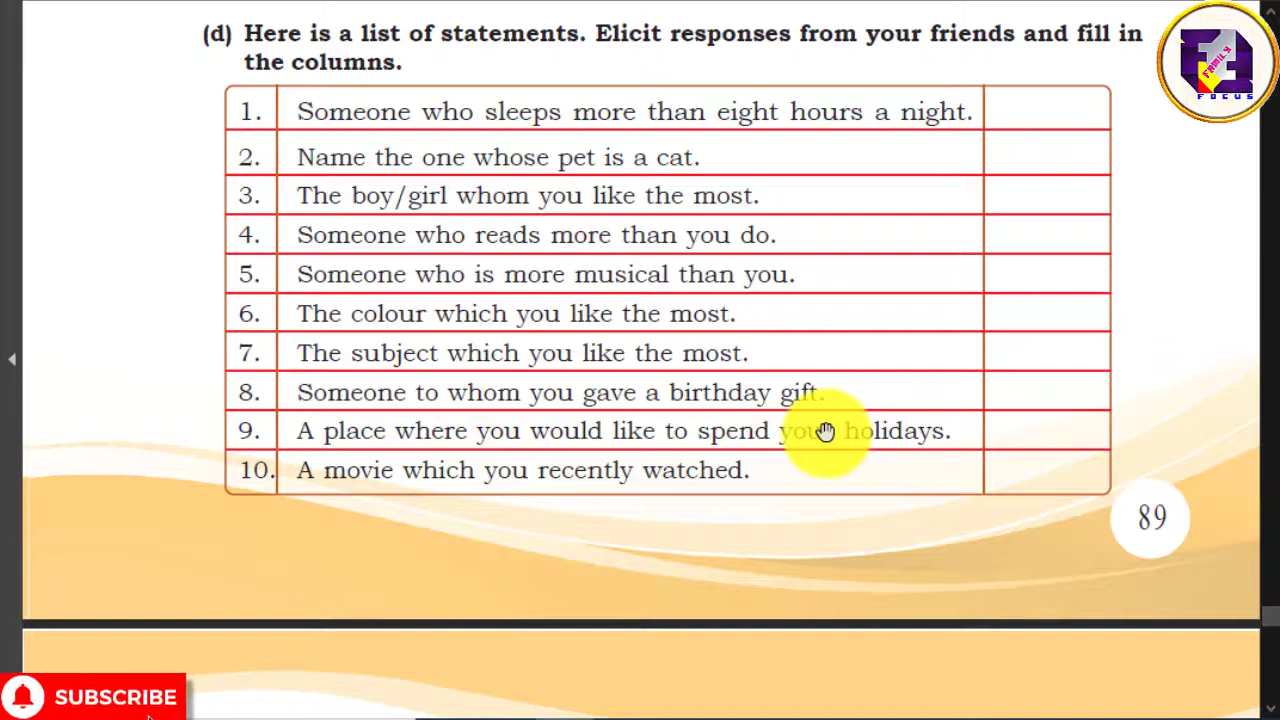 (d) Here is a list of statements. Elicit responses from your friends and fill in
the columns.
1. Someone who sleeps more than eight hours a night.
2. Name the one whose pet is a cat.
3. The boy/girl whom you like the most.
4. Someone who reads more than you do.
5. Someone who is more musical than you.
6. The colour which you like the most.
7. The subject which you like the most.
8. Someone to whom you gave a birthday gift.
9. A place where you would like to spend your holidays.
10. A movie which you recently watched.
89
FAMILY
FOCUS
SUBSCRIBE